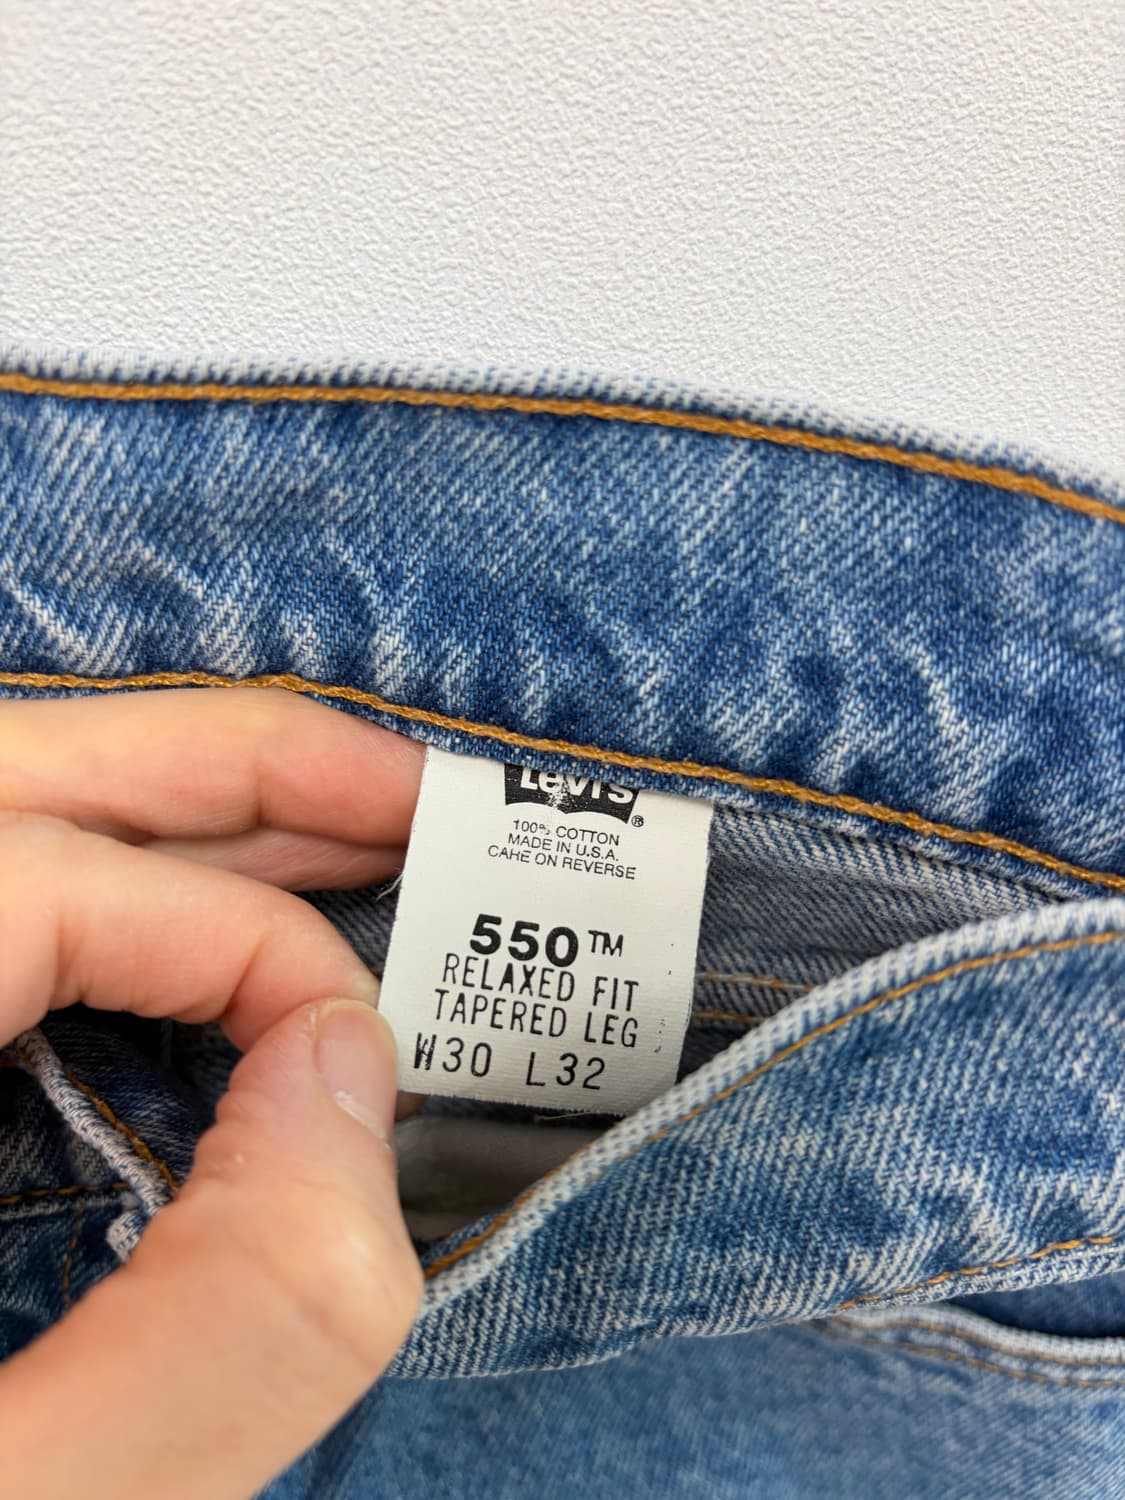 Levi's®
100% COTTON
MADE IN U.S.A.
CARE ON REVERSE
550™
RELAXED FIT
TAPERED LEG
W30 L32